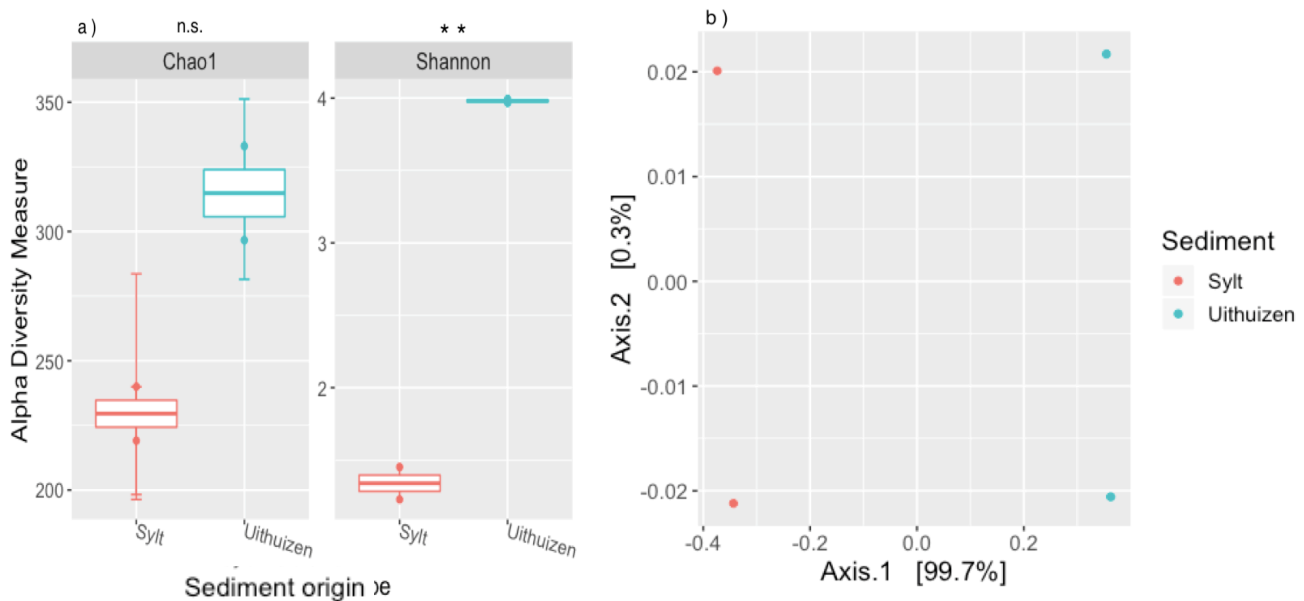 a) n.s. * *
Chao1 Shannon
350
300
250
200
4
3
2
Alpha Diversity Measure
Sylt Uithuizen Sylt Uithuizen
Sediment origin
b)
0.02
0.01
0.00
-0.01
-0.02
Axis.2 [0.3%]
-0.4 -0.2 0.0 0.2
Axis.1 [99.7%]
Sediment
Sylt
Uithuizen